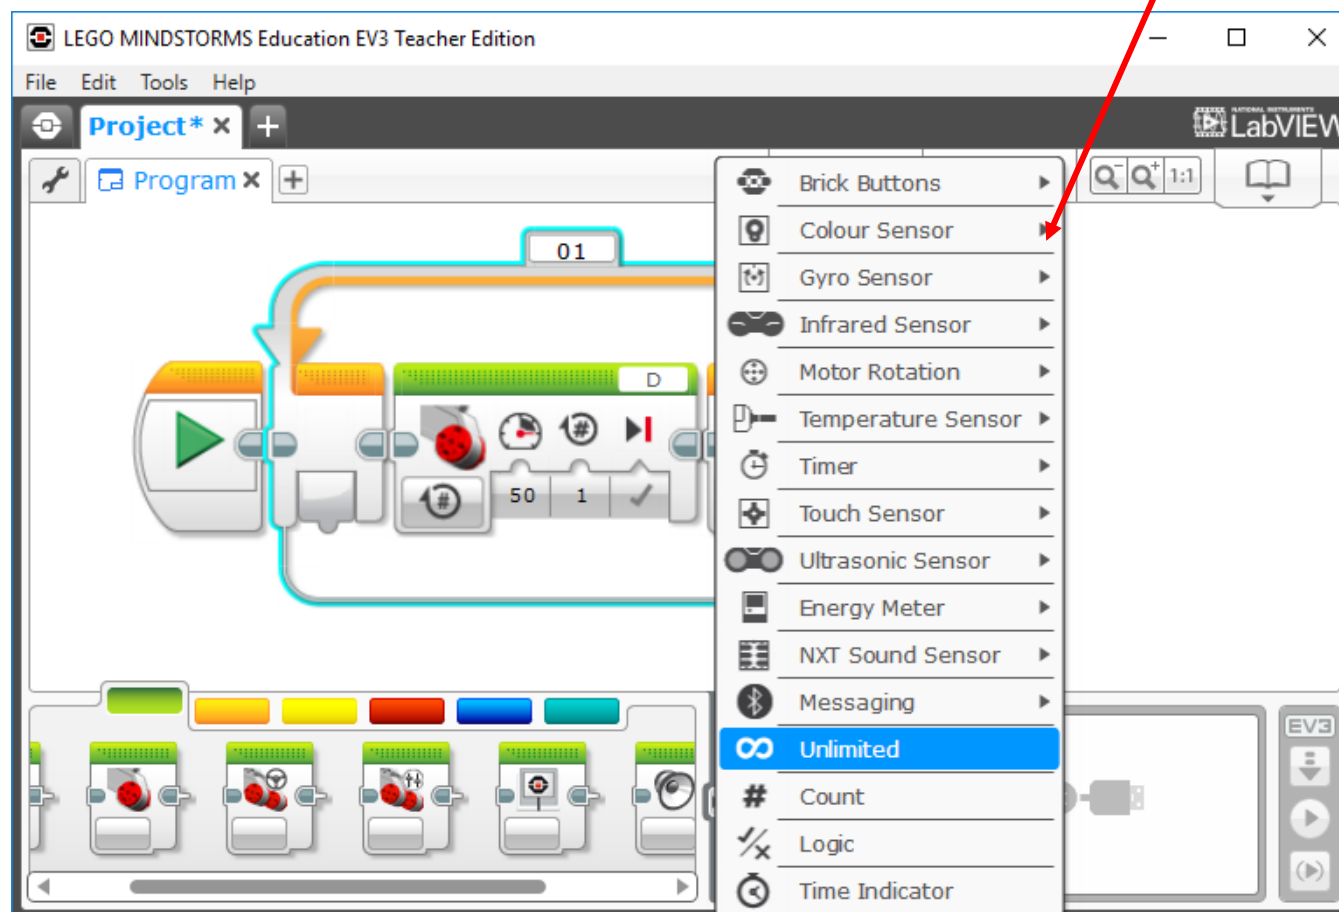 LEGO MINDSTORMS Education EV3 Teacher Edition
File Edit Tools Help
Project*
NATIONAL INSTRUMENTS
LabVIEW
Program
1:1
01
D
#
#
50 1
Brick Buttons
Colour Sensor
Gyro Sensor
Infrared Sensor
Motor Rotation
Temperature Sensor
Timer
Touch Sensor
Ultrasonic Sensor
Energy Meter
NXT Sound Sensor
Messaging
Unlimited
# Count
Logic
Time Indicator
EV3